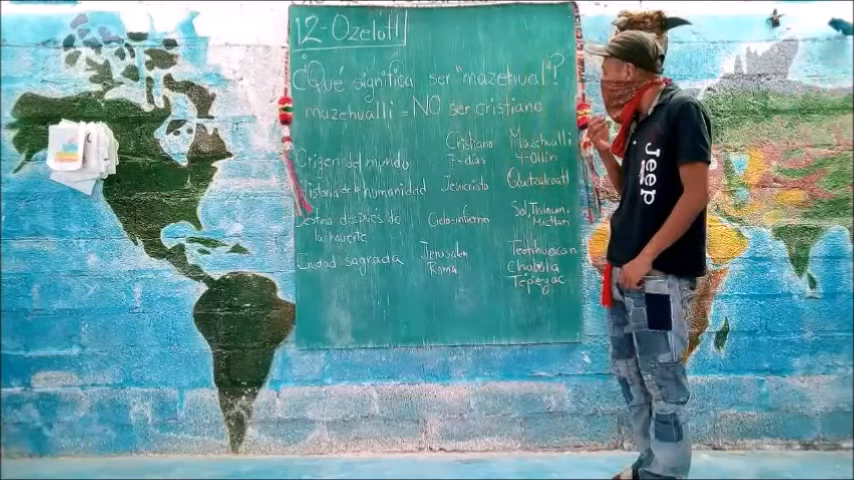 12-Ozelotl
¿Qué significa ser "mazehual"?
mazehualli = NO ser cristiano
Cristiano Mazehualli
Origen del mundo 7-días 4-Ollin
Historia de la humanidad Jesucristo Quetzalcoatl
Destino después de la muerte Cielo-infierno Sol, Tlalokan, Mictlan
Ciudad sagrada Jerusalen Roma Teotihuacan Cholula Tepeyac
Jeep